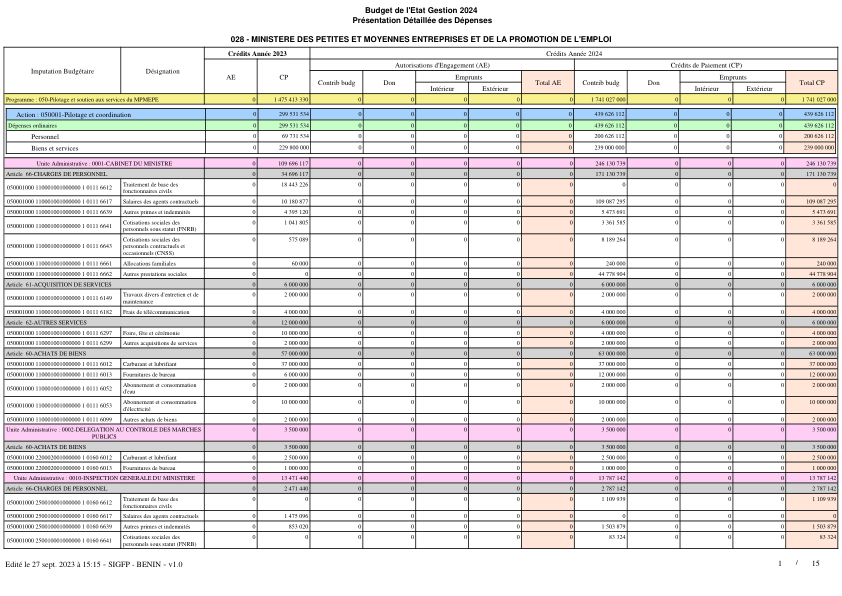 Budget de l'Etat Gestion 2024
Présentation Détaillée des Dépenses
028 - MINISTERE DES PETITES ET MOYENNES ENTREPRISES ET DE LA PROMOTION DE L'EMPLOI
Imputation Budgétaire Désignation Crédits Année 2023 Crédits Année 2024
AE CP Autorisations d'Engagement (AE) Crédits de Paiement (CP)
Contrib budg Don Emprunts Total AE Contrib budg Don Emprunts Total CP
Intérieur Extérieur Intérieur Extérieur
Programme : 050-Pilotage et soutien aux services du MPMEPE 0 1 475 413 330 0 0 0 0 0 1 741 027 000 0 0 0 1 741 027 000
Action : 050001-Pilotage et coordination 0 299 531 534 0 0 0 0 0 439 626 112 0 0 0 439 626 112
Dépenses ordinaires 0 299 531 534 0 0 0 0 0 439 626 112 0 0 0 439 626 112
Personnel 0 69 731 534 0 0 0 0 0 200 626 112 0 0 0 200 626 112
Biens et services 0 229 800 000 0 0 0 0 0 239 000 000 0 0 0 239 000 000
Unite Administrative : 0001-CABINET DU MINISTRE 0 109 696 117 0 0 0 0 0 246 130 739 0 0 0 246 130 739
Article 66-CHARGES DE PERSONNEL 0 34 696 117 0 0 0 0 0 171 130 739 0 0 0 171 130 739
050001000 110001001000000 1 0111 6612 Traitement de base des fonctionnaires civils 0 18 443 226 0 0 0 0 0 0 0 0 0 0
050001000 110001001000000 1 0111 6617 Salaires des agents contractuels 0 10 180 877 0 0 0 0 0 109 087 295 0 0 0 109 087 295
050001000 110001001000000 1 0111 6639 Autres primes et indemnités 0 4 395 120 0 0 0 0 0 5 473 691 0 0 0 5 473 691
050001000 110001001000000 1 0111 6641 Cotisations sociales des personnels sous statut (FNRB) 0 1 041 805 0 0 0 0 0 3 361 585 0 0 0 3 361 585
050001000 110001001000000 1 0111 6643 Cotisations sociales des personnels contractuels et occasionnels (CNSS) 0 575 089 0 0 0 0 0 8 189 264 0 0 0 8 189 264
050001000 110001001000000 1 0111 6661 Allocations familiales 0 60 000 0 0 0 0 0 240 000 0 0 0 240 000
050001000 110001001000000 1 0111 6662 Autres prestations sociales 0 0 0 0 0 0 0 44 778 904 0 0 0 44 778 904
Article 61-ACQUISITION DE SERVICES 0 6 000 000 0 0 0 0 0 6 000 000 0 0 0 6 000 000
050001000 110001001000000 1 0111 6149 Travaux divers d'entretien et de maintenance 0 2 000 000 0 0 0 0 0 2 000 000 0 0 0 2 000 000
050001000 110001001000000 1 0111 6182 Frais de télécommunication 0 4 000 000 0 0 0 0 0 4 000 000 0 0 0 4 000 000
Article 62-AUTRES SERVICES 0 12 000 000 0 0 0 0 0 6 000 000 0 0 0 6 000 000
050001000 110001001000000 1 0111 6297 Foire, fête et cérémonie 0 10 000 000 0 0 0 0 0 4 000 000 0 0 0 4 000 000
050001000 110001001000000 1 0111 6299 Autres acquisitions de services 0 2 000 000 0 0 0 0 0 2 000 000 0 0 0 2 000 000
Article 60-ACHATS DE BIENS 0 57 000 000 0 0 0 0 0 63 000 000 0 0 0 63 000 000
050001000 110001001000000 1 0111 6012 Carburant et lubrifiant 0 37 000 000 0 0 0 0 0 37 000 000 0 0 0 37 000 000
050001000 110001001000000 1 0111 6013 Fournitures de bureau 0 6 000 000 0 0 0 0 0 12 000 000 0 0 0 12 000 000
050001000 110001001000000 1 0111 6052 Abonnement et consommation d'eau 0 2 000 000 0 0 0 0 0 2 000 000 0 0 0 2 000 000
050001000 110001001000000 1 0111 6053 Abonnement et consommation d'électricité 0 10 000 000 0 0 0 0 0 10 000 000 0 0 0 10 000 000
050001000 110001001000000 1 0111 6099 Autres achats de biens 0 2 000 000 0 0 0 0 0 2 000 000 0 0 0 2 000 000
Unite Administrative : 0002-DELEGATION AU CONTROLE DES MARCHES PUBLICS 0 3 500 000 0 0 0 0 0 3 500 000 0 0 0 3 500 000
Article 60-ACHATS DE BIENS 0 3 500 000 0 0 0 0 0 3 500 000 0 0 0 3 500 000
050001000 220002001000000 1 0160 6012 Carburant et lubrifiant 0 2 500 000 0 0 0 0 0 2 500 000 0 0 0 2 500 000
050001000 220002001000000 1 0160 6013 Fournitures de bureau 0 1 000 000 0 0 0 0 0 1 000 000 0 0 0 1 000 000
Unite Administrative : 0010-INSPECTION GENERALE DU MINISTERE 0 13 471 440 0 0 0 0 0 13 787 142 0 0 0 13 787 142
Article 66-CHARGES DE PERSONNEL 0 2 471 440 0 0 0 0 0 2 787 142 0 0 0 2 787 142
050001000 250010001000000 1 0160 6612 Traitement de base des fonctionnaires civils 0 0 0 0 0 0 0 1 109 939 0 0 0 1 109 939
050001000 250010001000000 1 0160 6617 Salaires des agents contractuels 0 1 475 096 0 0 0 0 0 0 0 0 0 0
050001000 250010001000000 1 0160 6639 Autres primes et indemnités 0 853 020 0 0 0 0 0 1 503 879 0 0 0 1 503 879
050001000 250010001000000 1 0160 6641 Cotisations sociales des personnels sous statut (FNRB) 0 0 0 0 0 0 0 83 324 0 0 0 83 324
Edité le 27 sept. 2023 à 15:15 - SIGFP - BENIN - v1.0 1 / 15